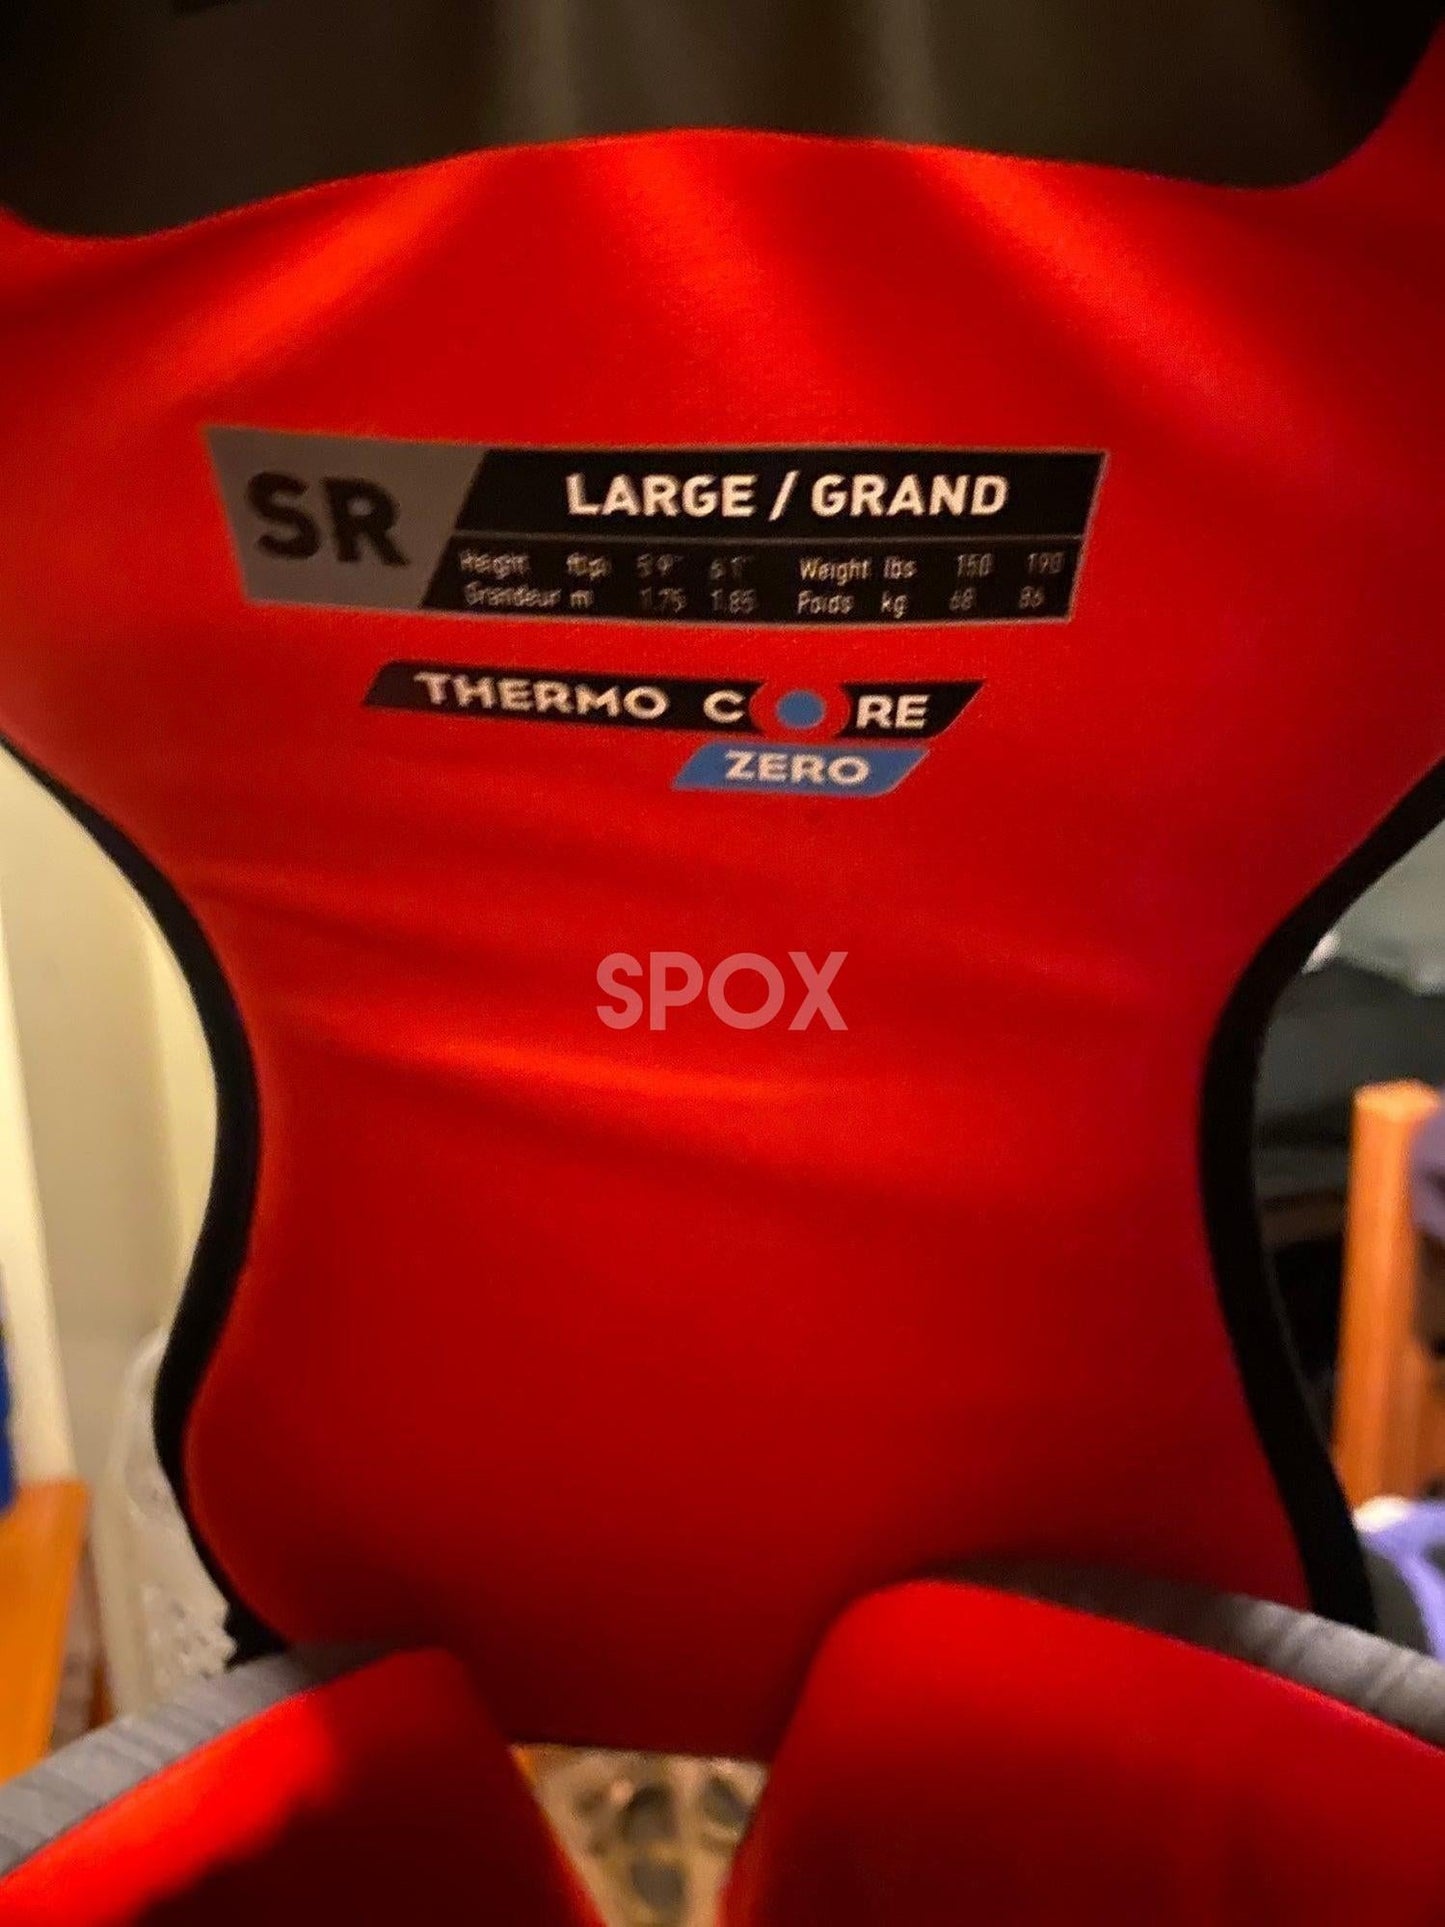 SR
LARGE / GRAND
Height ft/p 5'9" 6'1" Weight lbs 150 190
Grandeur m 1.75 1.85 Poids kg 68 86
THERMO CORE
ZERO
SPOX